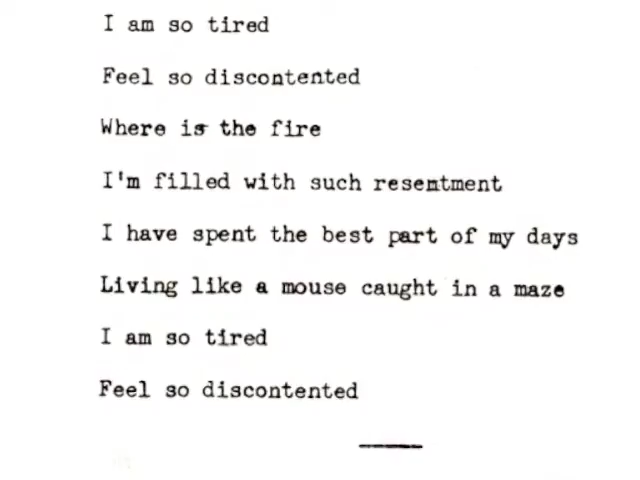 I am so tired
Feel so discontented
Where is the fire
I'm filled with such resentment
I have spent the best part of my days
Living like a mouse caught in a maze
I am so tired
Feel so discontented